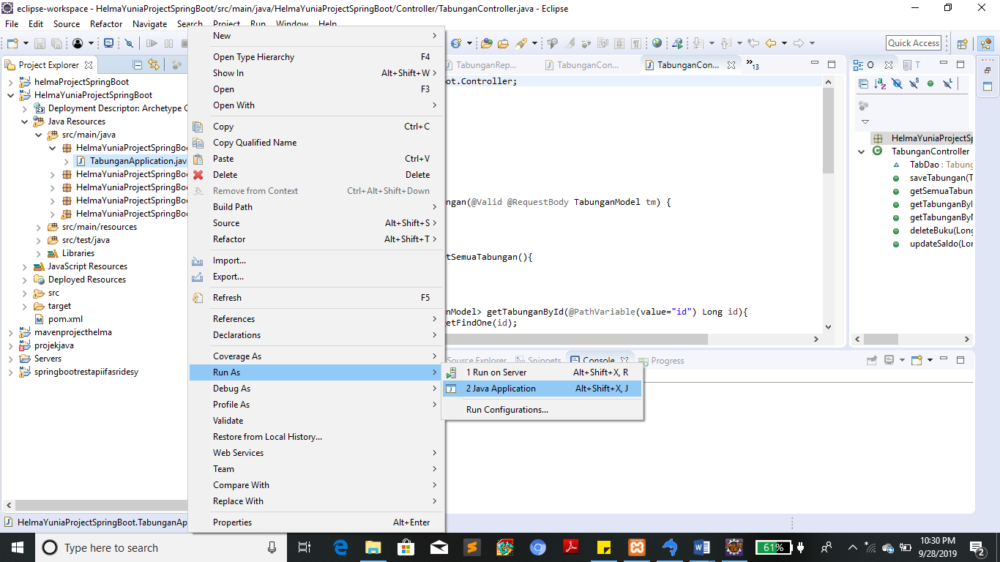 eclipse-workspace - HelmaYuniaProjectSpringBoot/src/main/java/HelmaYuniaProjectSpringBoot/Controller/TabunganController.java - Eclipse
File Edit Source Refactor Navigate Search Project Run Window Help
Quick Access
Project Explorer
helmaProjectSpringBoot
HelmaYuniaProjectSpringBoot
Deployment Descriptor: Archetype C
Java Resources
src/main/java
HelmaYuniaProjectSpringBoo
TabunganApplication.java
HelmaYuniaProjectSpringBoo
HelmaYuniaProjectSpringBoo
HelmaYuniaProjectSpringBoo
HelmaYuniaProjectSpringBoo
src/main/resources
src/test/java
Libraries
JavaScript Resources
Deployed Resources
src
target
pom.xml
mavenprojecthelma
projekjava
Servers
springbootrestapiifasridesy
New
Open Type Hierarchy F4
Show In Alt+Shift+W
Open F3
Open With
Copy Ctrl+C
Copy Qualified Name
Paste Ctrl+V
Delete Delete
Remove from Context Ctrl+Alt+Shift+Down
Build Path
Source Alt+Shift+S
Refactor Alt+Shift+T
Import...
Export...
Refresh F5
References
Declarations
Coverage As
Run As
Debug As
Profile As
Validate
Restore from Local History...
Web Services
Team
Compare With
Replace With
Properties Alt+Enter
1 Run on Server Alt+Shift+X, R
2 Java Application Alt+Shift+X, J
Run Configurations...
TabunganRep... TabunganCon... TabunganCon... »13
ot.Controller;
ngan(@Valid @RequestBody TabunganModel tm) {
tSemuaTabungan(){
nModel> getTabunganById(@PathVariable(value="id") Long id){
etFindOne(id);
Source Explorer Snippets Console Progress
O T
HelmaYuniaProjectSp
TabunganController
TabDao : Tabung
saveTabungan(T
getSemuaTabun
getTabunganByI
getTabunganByI
deleteBuku(Long
updateSaldo(Lon
HelmaYuniaProjectSpringBoot.TabunganAp
Type here to search
61%
10:30 PM
9/28/2019
2